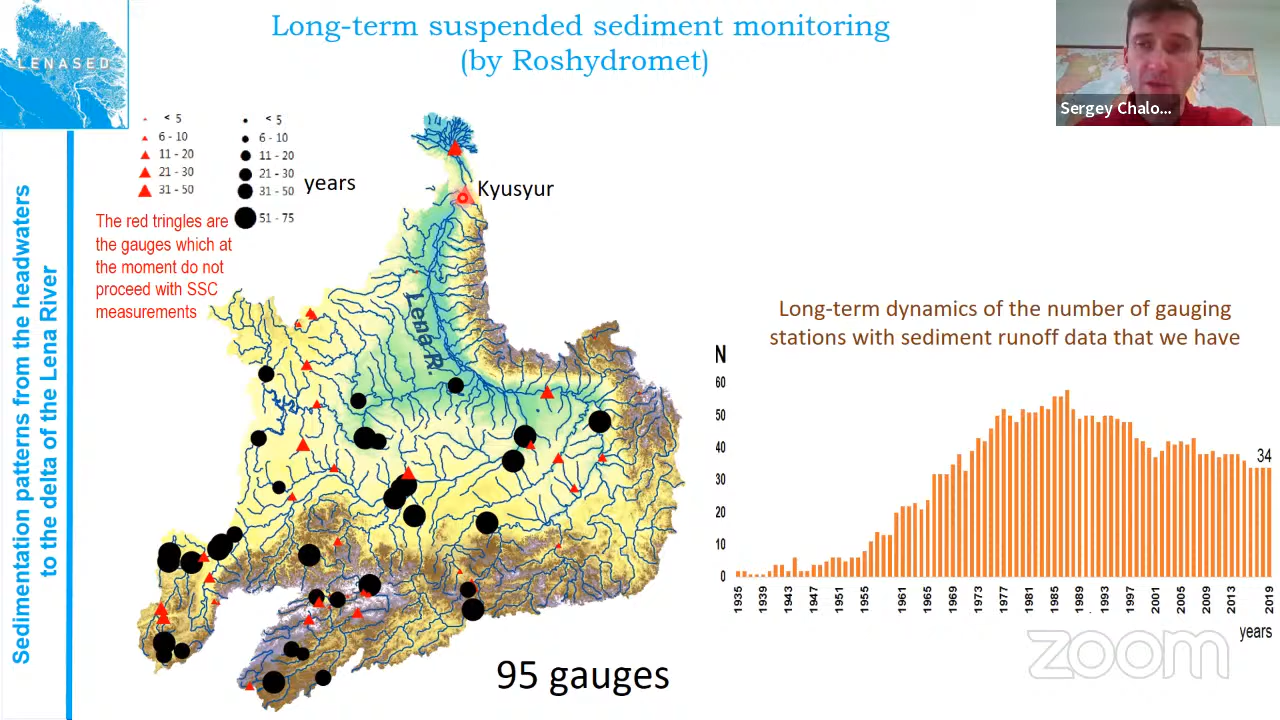 Long-term suspended sediment monitoring
(by Roshydromet)
LENASED
Sergey Chalo...
Sedimentation patterns from the headwaters
to the delta of the Lena River
< 5
6 - 10
11 - 20
21 - 30
31 - 50
< 5
6 - 10
11 - 20
21 - 30
31 - 50
51 - 75
years
The red tringles are
the gauges which at
the moment do not
proceed with SSC
measurements
Kyusyur
Lena R.
95 gauges
Long-term dynamics of the number of gauging
stations with sediment runoff data that we have
N
60
50
40
30
20
10
0
34
1935
1939
1943
1947
1951
1955
1961
1965
1969
1973
1977
1981
1985
1989
1993
1997
2001
2005
2009
2013
2019
years
zoom